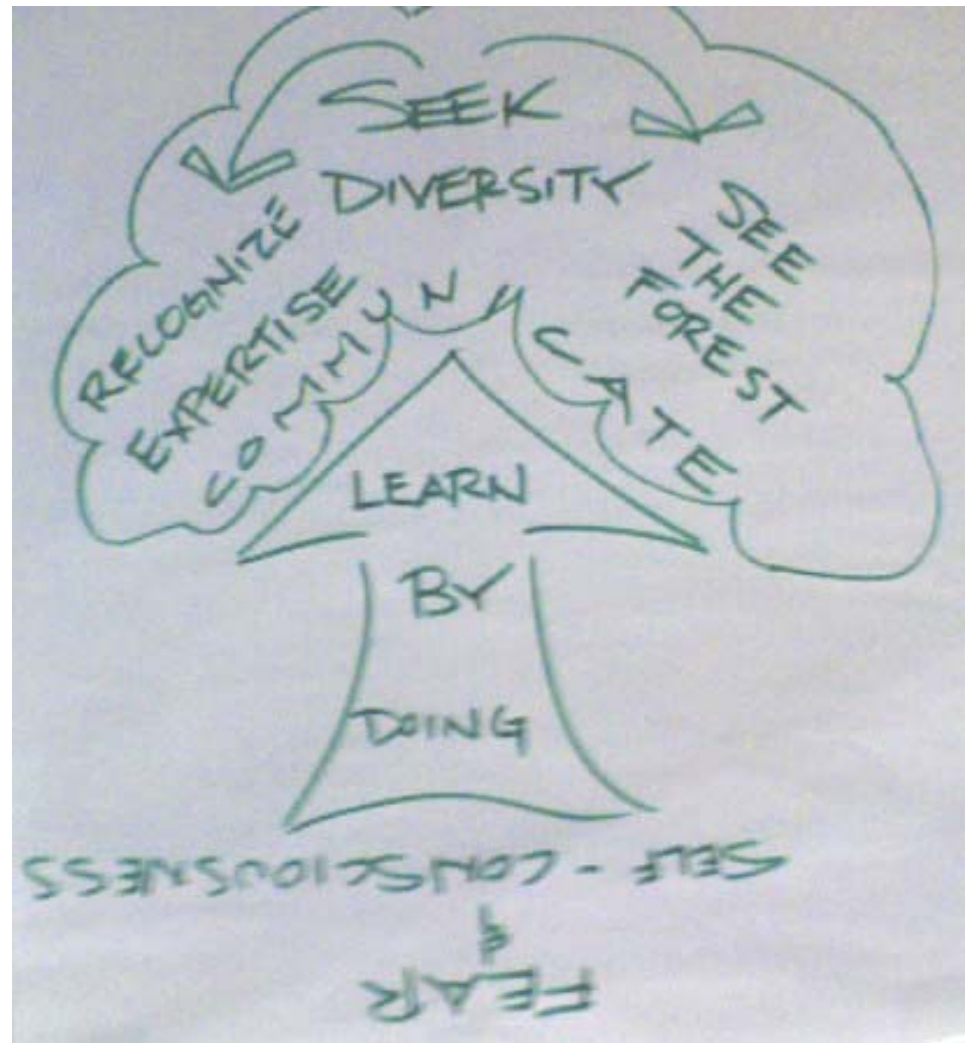 SEEK
DIVERSITY
RECOGNIZE
EXPERTISE
SEE
THE
FOREST
COMMUNICATE
LEARN
BY
DOING
FEAR
&
SELF - CONSCIOUSNESS